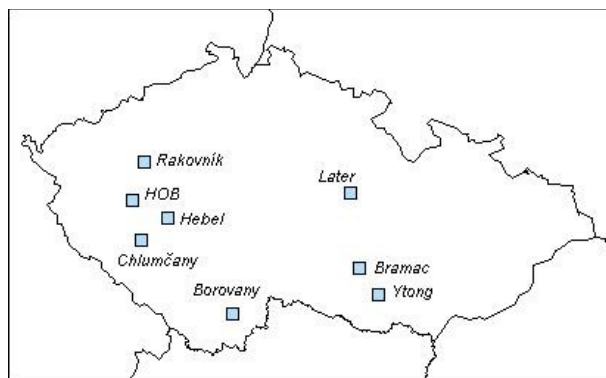 Rakovník
HOB
Later
Hebel
Chlumčany
Bramac
Borovany
Ytong